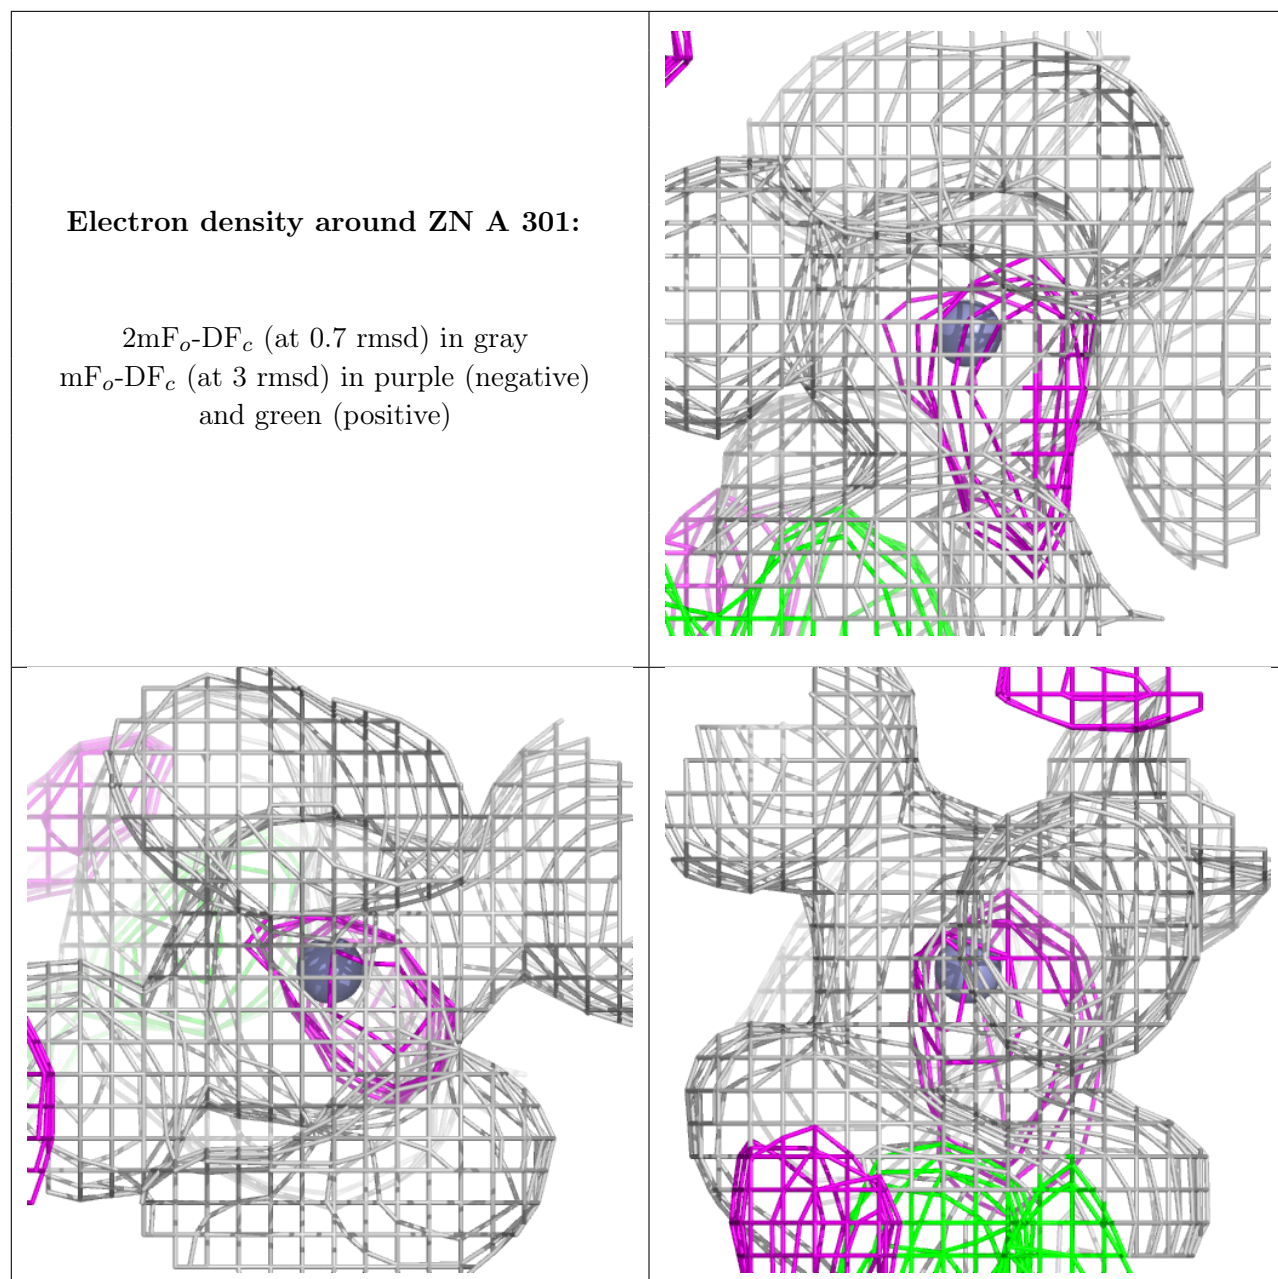 Electron density around ZN A 301:
2mFₒ-DF𝑐 (at 0.7 rmsd) in gray
mFₒ-DF𝑐 (at 3 rmsd) in purple (negative)
and green (positive)